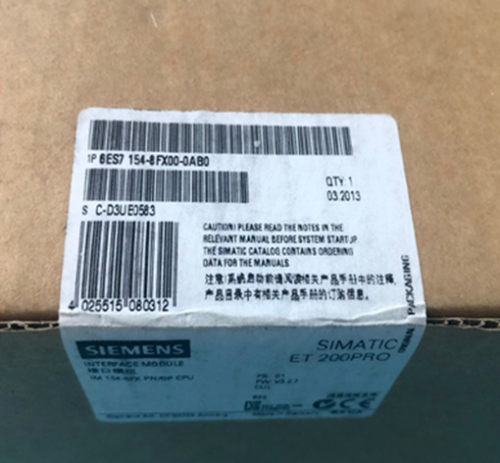 1P 6ES7 154-8FX00-0AB0
QTY: 1
03.2013
S C-D3UE0583
CAUTION! PLEASE READ THE NOTES IN THE
RELEVANT MANUAL BEFORE SYSTEM START UP.
THE SIMATIC CATALOG CONTAINS ORDERING
DATA FOR THE MANUALS
注意!系统启动前请阅读相关产品手册中的注释,
产品目录中有相关产品手册的订购信息.
4 025515 080312
PACKAGING
SIEMENS
SIMATIC
ET 200PRO
INTERFACE MODULE
接口模块
IM 154-8FX PN/DP CPU